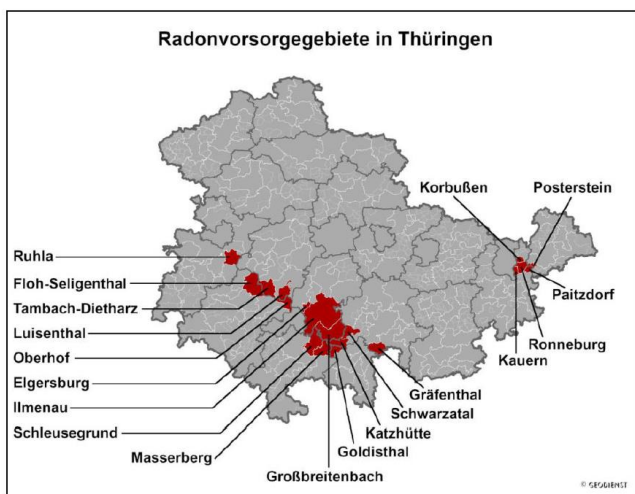 Radonvorsorgegebiete in Thüringen
Korbußen
Posterstein
Ruhla
Floh-Seligenthal
Tambach-Dietharz
Luisenthal
Oberhof
Elgersburg
Ilmenau
Schleusegrund
Masserberg
Großbreitenbach
Goldisthal
Katzhütte
Schwarzatal
Gräfenthal
Kauern
Ronneburg
Paitzdorf
© GEODIENST